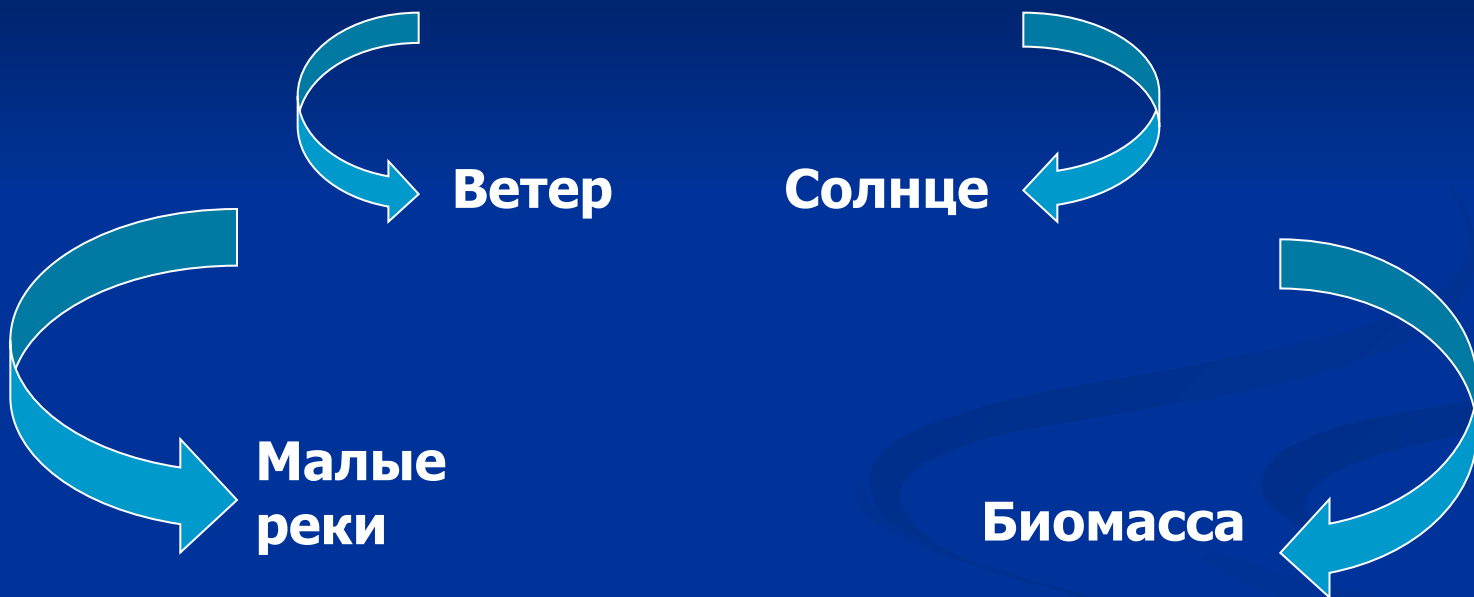 Ветер
Солнце
Малые
реки
Биомасса